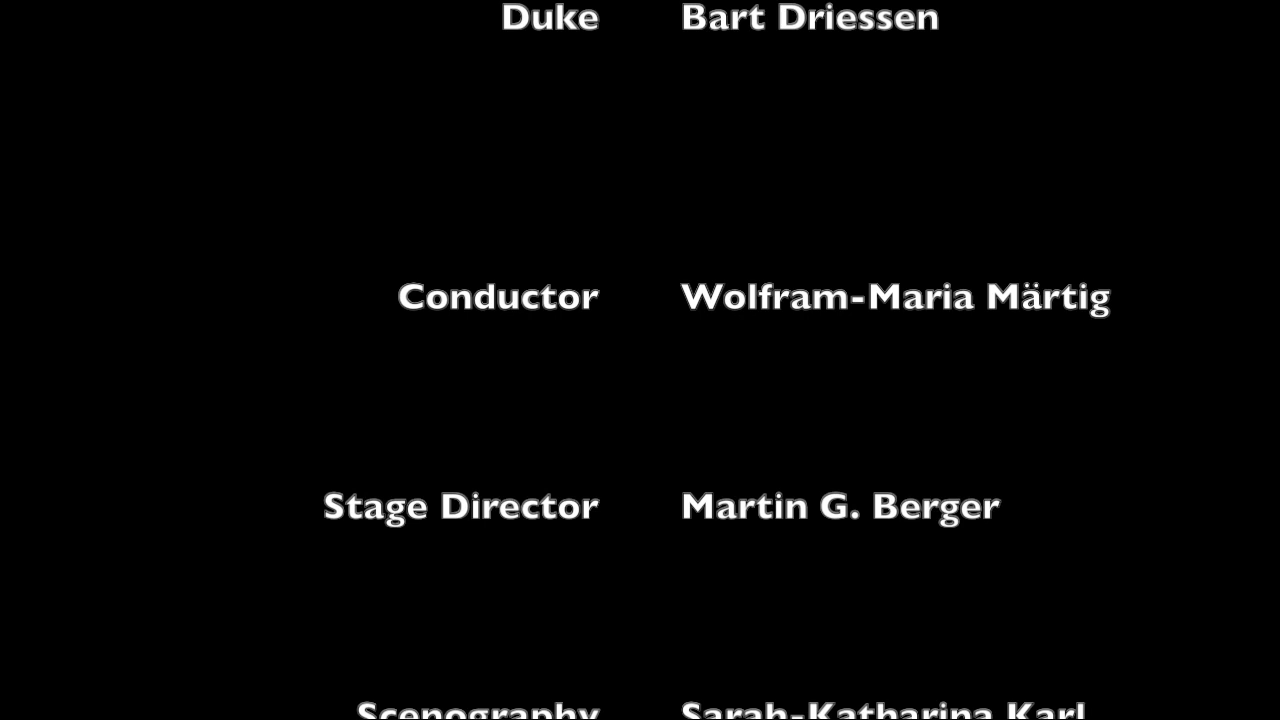 Duke Bart Driessen
Conductor Wolfram-Maria Märtig
Stage Director Martin G. Berger
Scenography Sarah-Katharina Karl